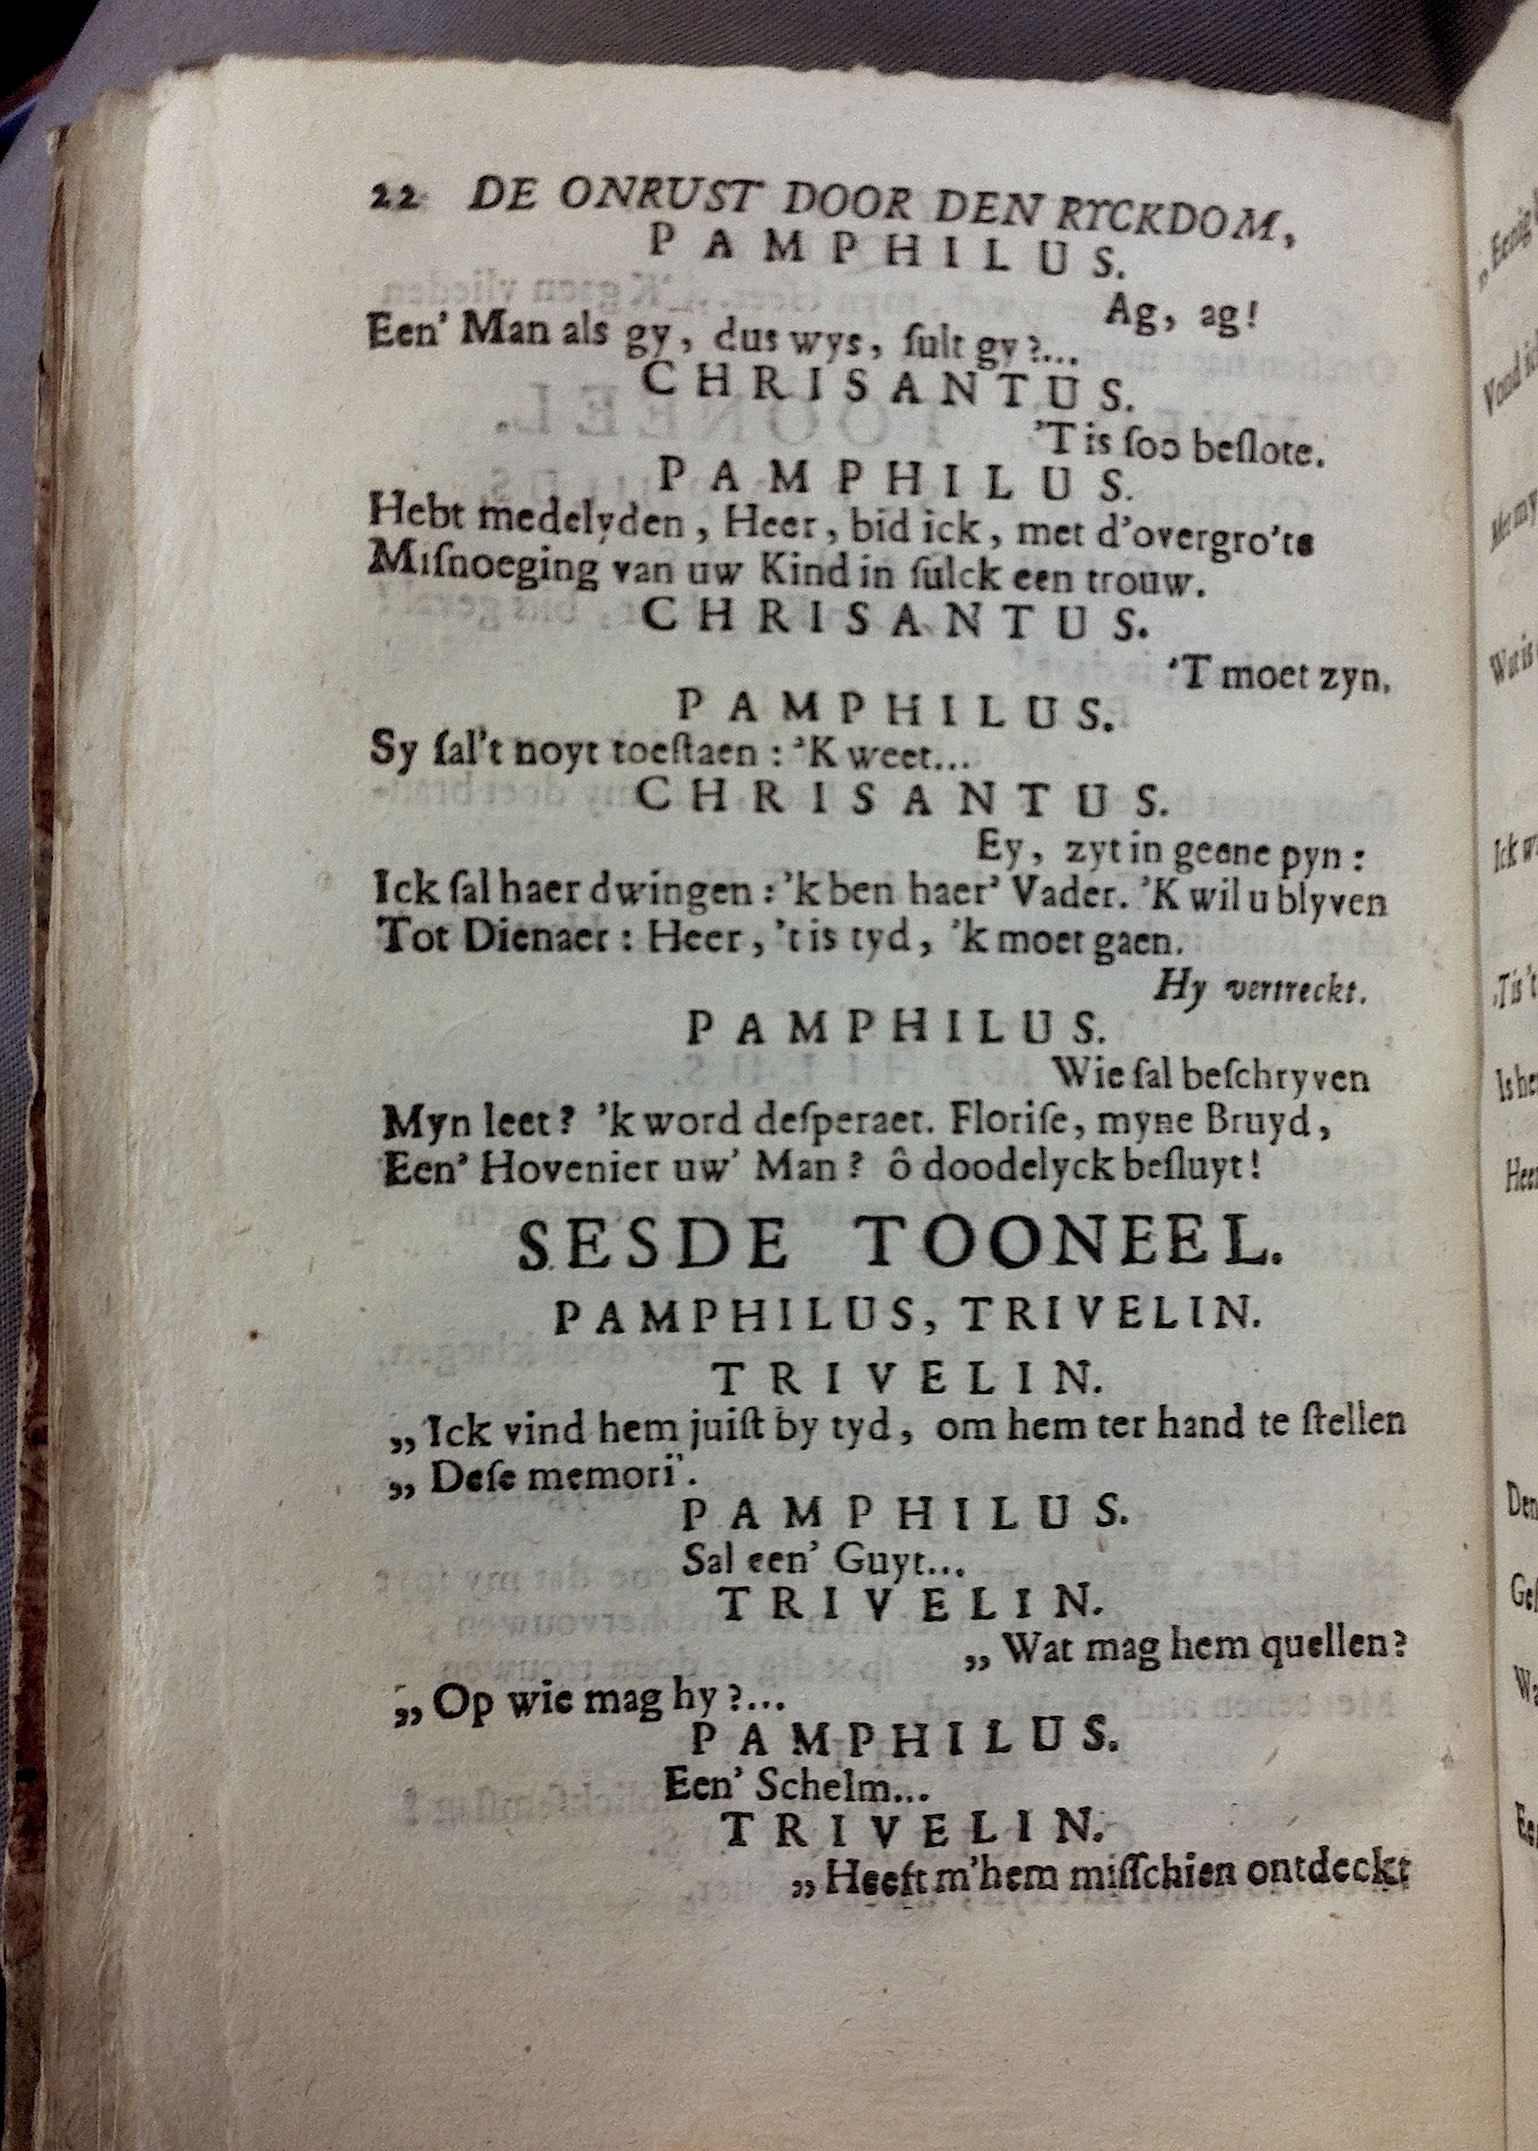 22 DE ONRUST DOOR DEN RYCKDOM,
PAMPHILUS.
Ag, ag!
Een' Man als gy, dus wys, ſult gy?...
CHRISANTUS.
'T is ſoo beſlote.
PAMPHILUS.
Hebt medelyden, Heer, bid ick, met d'overgro'te
Miſnoeging van uw Kind in ſulck een trouw.
CHRISANTUS.
'T moet zyn.
PAMPHILUS.
Sy ſal't noyt toeſtaen: 'K weet...
CHRISANTUS.
Ey, zyt in geene pyn:
Ick ſal haer dwingen: 'k ben haer' Vader. 'K wil u blyven
Tot Dienaer: Heer, 't is tyd, 'k moet gaen.
Hy vertreckt.
PAMPHILUS.
Wie ſal beſchryven
Myn leet? 'k word deſperaet. Floriſe, myne Bruyd,
Een' Hovenier uw' Man? ô doodelyck beſluyt!
SESDE TOONEEL.
PAMPHILUS, TRIVELIN.
TRIVELIN.
„ Ick vind hem juiſt by tyd, om hem ter hand te ſtellen
„ Deſe memori'.
PAMPHILUS.
Sal een' Guyt...
TRIVELIN.
„ Wat mag hem quellen?
„ Op wie mag hy?...
PAMPHILUS.
Een' Schelm...
TRIVELIN.
„ Heeft m'hem miſſchien ontdeckt